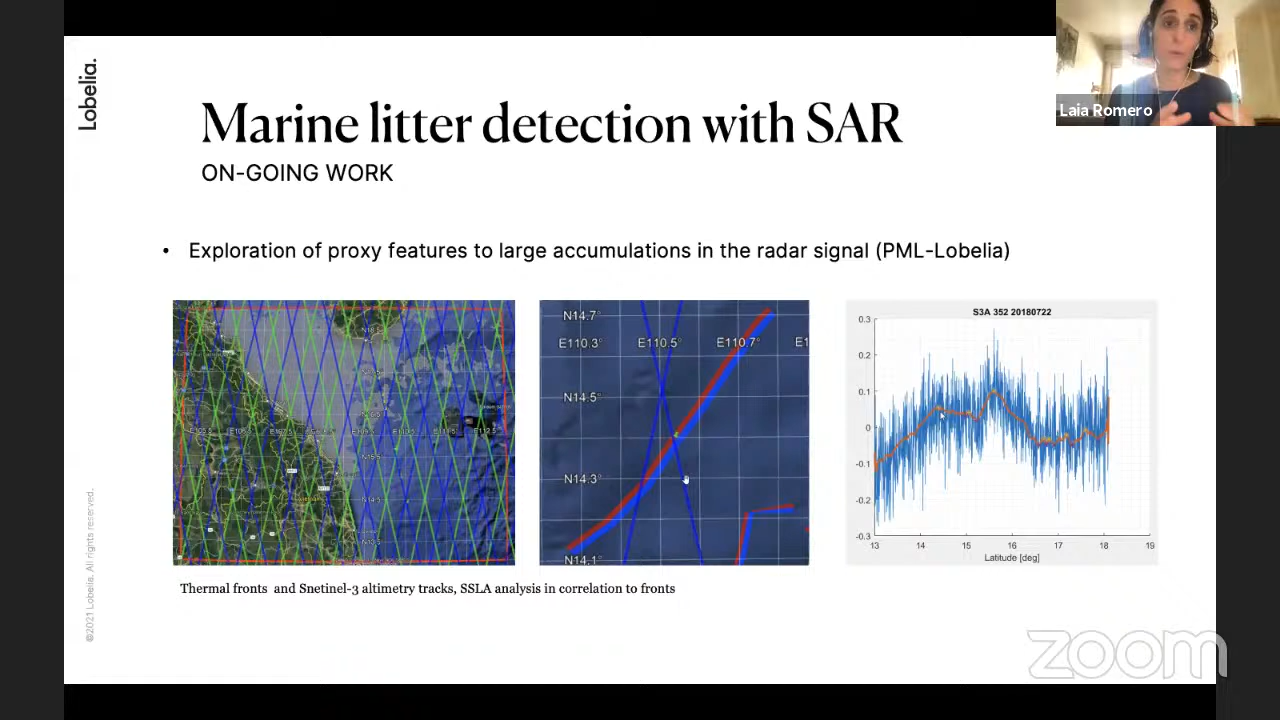 Lobelia.
Laia Romero
Marine litter detection with SAR
ON-GOING WORK
• Exploration of proxy features to large accumulations in the radar signal (PML-Lobelia)
N14.7°
E110.3° E110.5° E110.7° E1
N14.5°
N14.3°
N14.1°
S3A 352 20180722
0.3
0.2
0.1
0
-0.1
-0.2
-0.3
13 14 15 16 17 18 19
Latitude [deg]
Thermal fronts and Snetinel-3 altimetry tracks, SSLA analysis in correlation to fronts
©2021 Lobelia. All rights reserved.
zoom